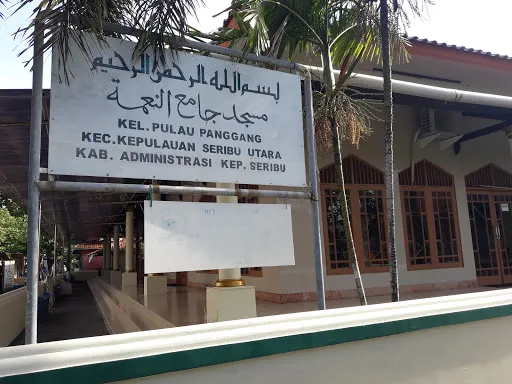 بسم الله الرحمن الرحيم
مسجد جامع النعمة
KEL. PULAU PANGGANG
KEC.KEPULAUAN SERIBU UTARA
KAB. ADMINISTRASI KEP. SERIBU